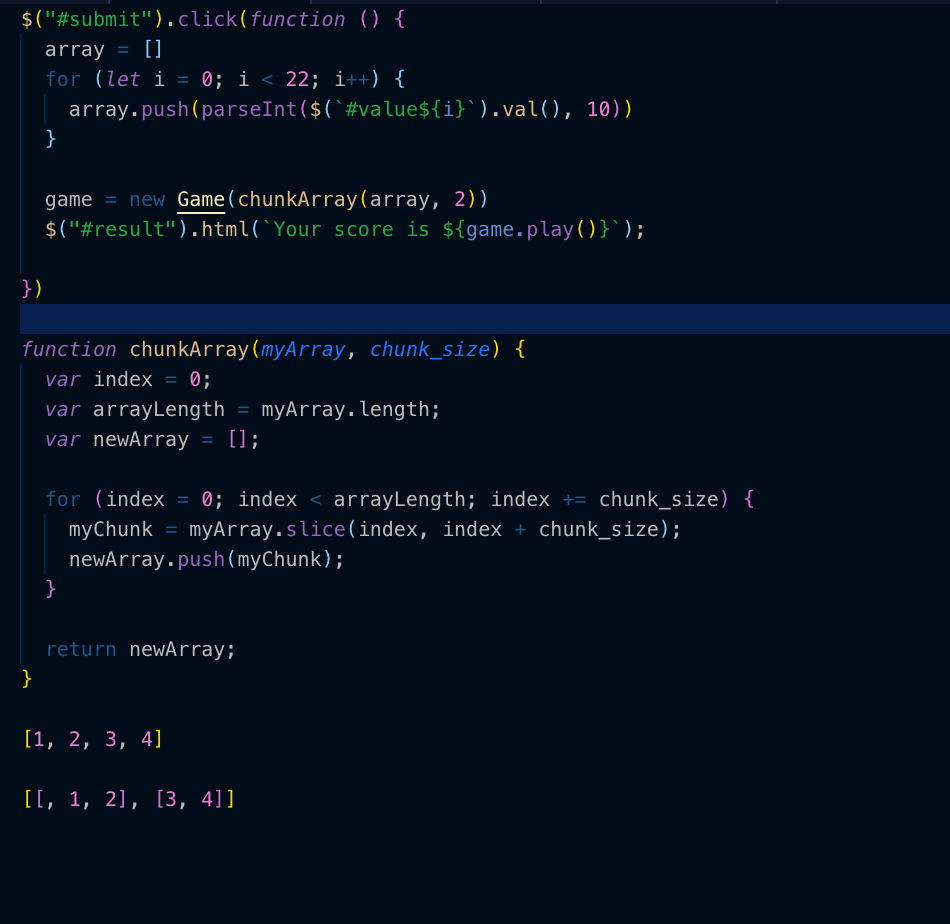 $("#submit").click(function () {
  array = []
  for (let i = 0; i < 22; i++) {
    array.push(parseInt($(`#value${i}`).val(), 10))
  }

  game = new Game(chunkArray(array, 2))
  $("#result").html(`Your score is ${game.play()}`);

})

function chunkArray(myArray, chunk_size) {
  var index = 0;
  var arrayLength = myArray.length;
  var newArray = [];

  for (index = 0; index < arrayLength; index += chunk_size) {
    myChunk = myArray.slice(index, index + chunk_size);
    newArray.push(myChunk);
  }

  return newArray;
}

[1, 2, 3, 4]

[[, 1, 2], [3, 4]]